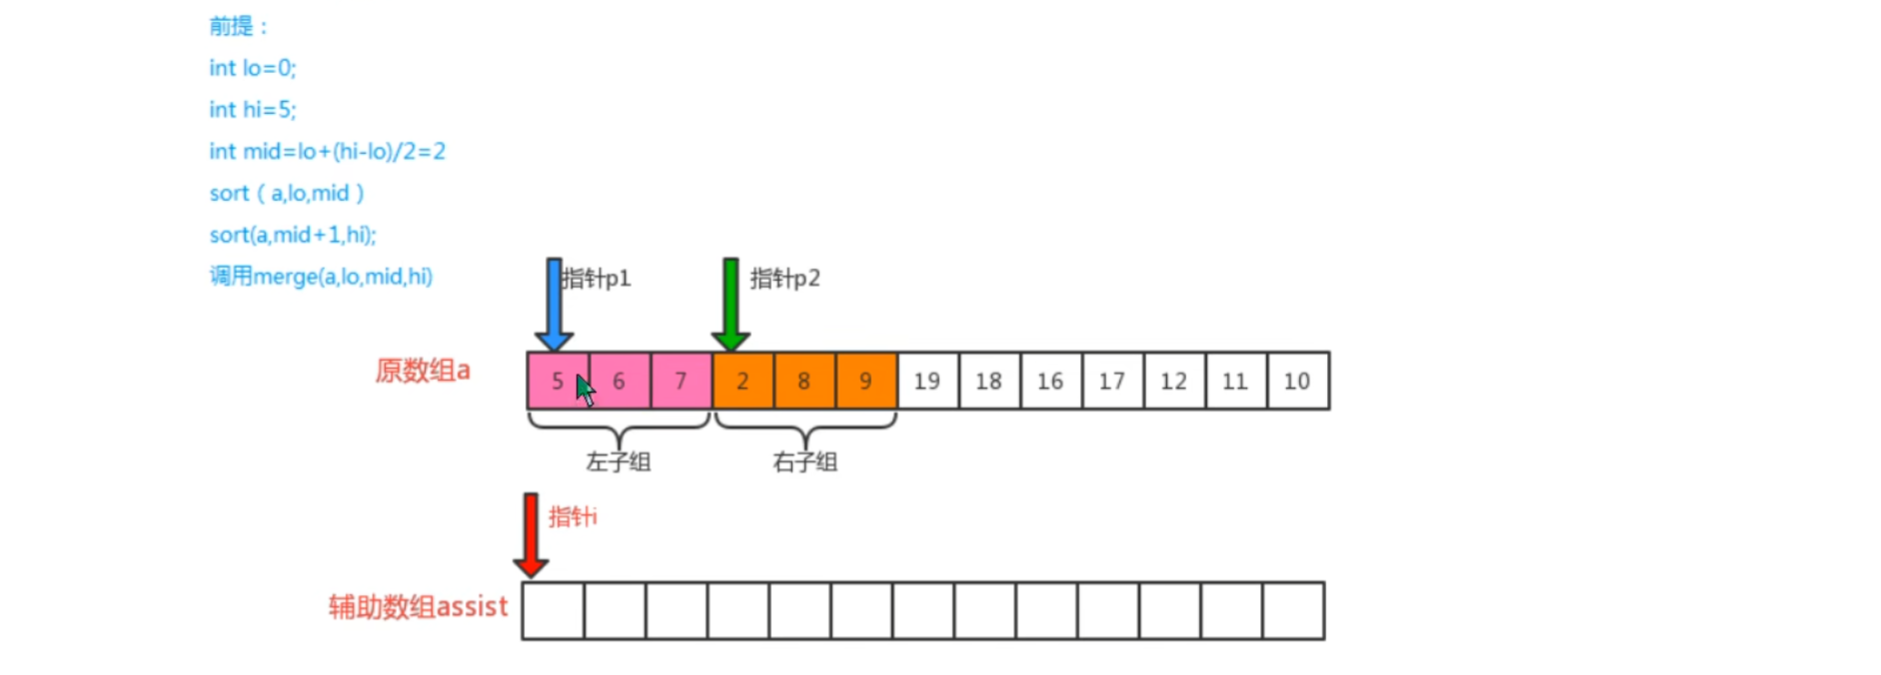 前提：
int lo=0;
int hi=5;
int mid=lo+(hi-lo)/2=2
sort（a,lo,mid）
sort(a,mid+1,hi);
调用merge(a,lo,mid,hi)
指针p1
指针p2
原数组a
5 6 7 2 8 9 19 18 16 17 12 11 10
左子组
右子组
指针i
辅助数组assist